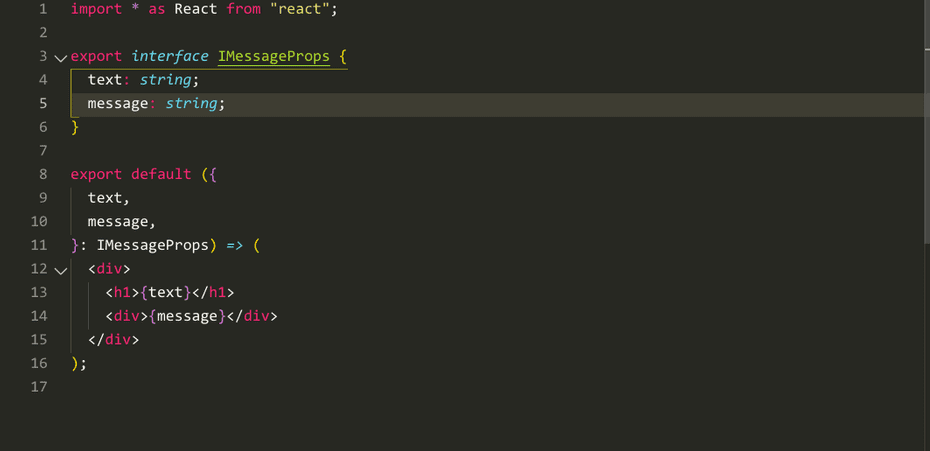 1 import * as React from "react";
2
3 export interface IMessageProps {
4 text: string;
5 message: string;
6 }
7
8 export default ({
9 text,
10 message,
11 }: IMessageProps) => (
12 <div>
13 <h1>{text}</h1>
14 <div>{message}</div>
15 </div>
16 );
17